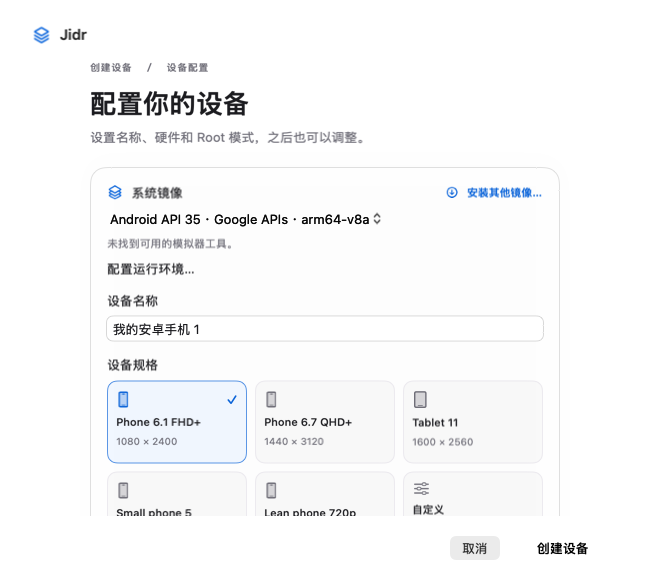 Jidr
创建设备 / 设备配置
配置你的设备
设置名称、硬件和 Root 模式，之后也可以调整。
系统镜像
安装其他镜像...
Android API 35 · Google APIs · arm64-v8a
未找到可用的模拟器工具。
配置运行环境...
设备名称
我的安卓手机 1
设备规格
Phone 6.1 FHD+
1080 × 2400
Phone 6.7 QHD+
1440 × 3120
Tablet 11
1600 × 2560
Small phone 5
Lean phone 720p
自定义
取消
创建设备